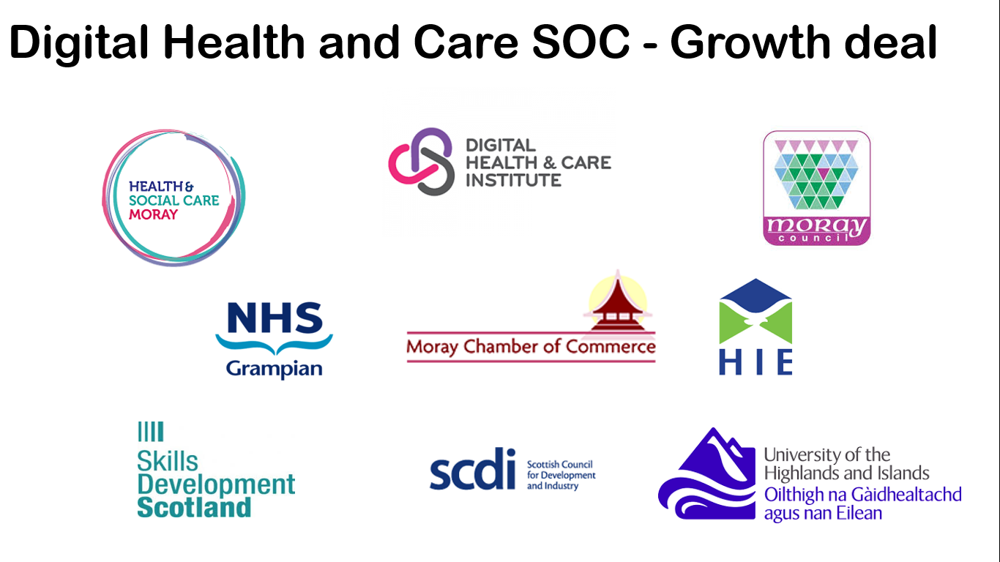 Digital Health and Care SOC - Growth deal
HEALTH &
SOCIAL CARE
MORAY
DIGITAL
HEALTH & CARE
INSTITUTE
moray
council
NHS
Grampian
Moray Chamber of Commerce
HIE
Skills
Development
Scotland
scdi
Scottish Council
for Development
and Industry
University of the
Highlands and Islands
Oilthigh na Gàidhealtachd
agus nan Eilean